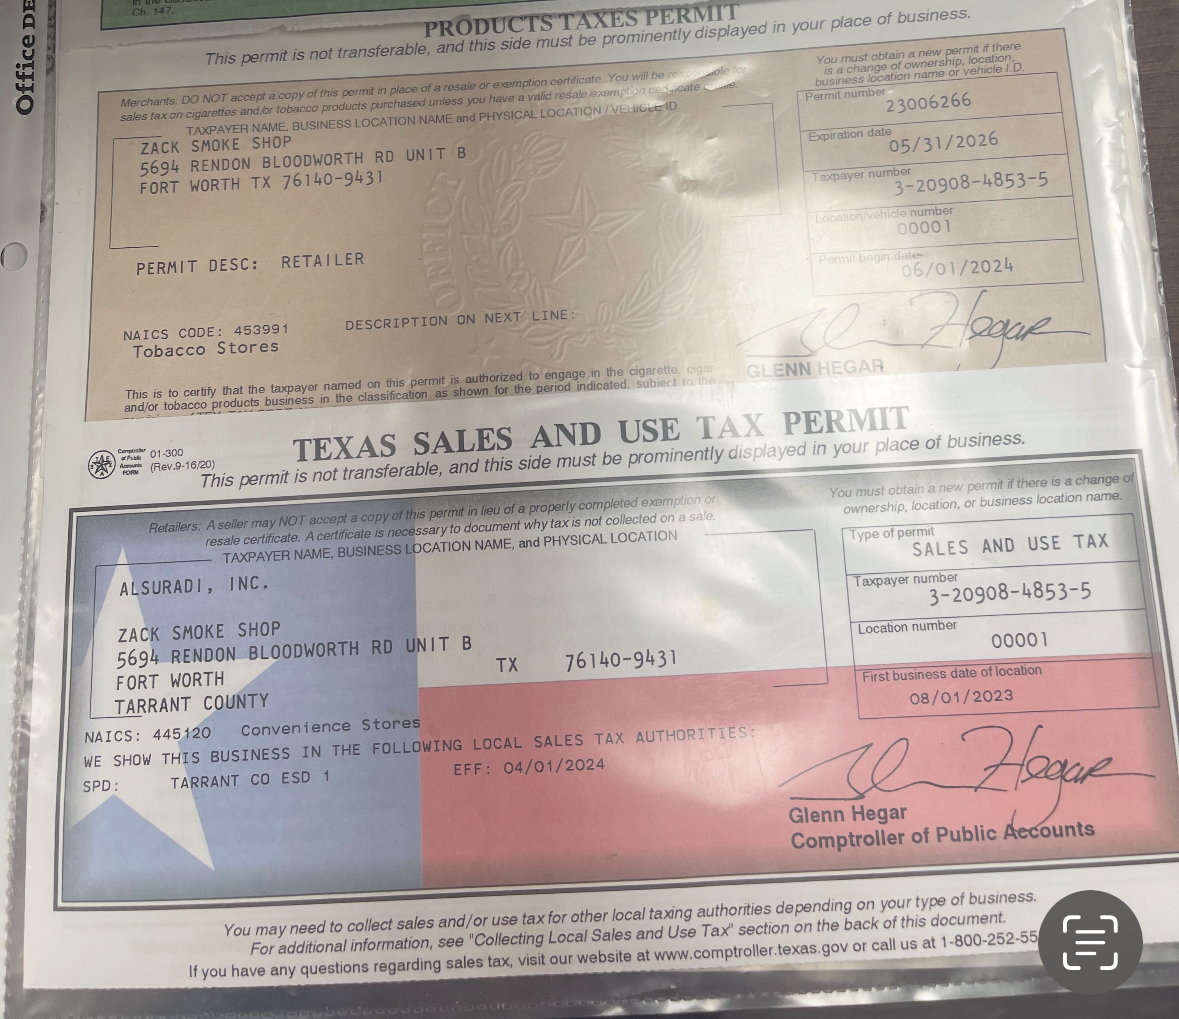 Office DE
Ch. 147.
PRODUCTS TAXES PERMIT
This permit is not transferable, and this side must be prominently displayed in your place of business.
Merchants: DO NOT accept a copy of this permit in place of a resale or exemption certificate. You will be responsible for
sales tax on cigarettes and/or tobacco products purchased unless you have a valid resale/exemption certificate
TAXPAYER NAME, BUSINESS LOCATION NAME and PHYSICAL LOCATION / VEHICLE ID
ZACK SMOKE SHOP
5694 RENDON BLOODWORTH RD UNIT B
FORT WORTH TX 76140-9431
PERMIT DESC: RETAILER
NAICS CODE: 453991 DESCRIPTION ON NEXT LINE:
Tobacco Stores
This is to certify that the taxpayer named on this permit is authorized to engage in the cigarette, cigar
and/or tobacco products business in the classification as shown for the period indicated, subject to the
You must obtain a new permit if there
is a change of ownership, location,
business location name or vehicle I.D.
Permit number
23006266
Expiration date
05/31/2026
Taxpayer number
3-20908-4853-5
Location/vehicle number
00001
Permit begin date
06/01/2024
Glenn Hegar
GLENN HEGAR
Comptroller
of Public
Accounts
FORM
01-300
(Rev.9-16/20)
TEXAS SALES AND USE TAX PERMIT
This permit is not transferable, and this side must be prominently displayed in your place of business.
Retailers: A seller may NOT accept a copy of this permit in lieu of a properly completed exemption or
resale certificate. A certificate is necessary to document why tax is not collected on a sale.
TAXPAYER NAME, BUSINESS LOCATION NAME, and PHYSICAL LOCATION
ALSURADI, INC.
ZACK SMOKE SHOP
5694 RENDON BLOODWORTH RD UNIT B
FORT WORTH TX 76140-9431
TARRANT COUNTY
NAICS: 445120 Convenience Stores
WE SHOW THIS BUSINESS IN THE FOLLOWING LOCAL SALES TAX AUTHORITIES:
SPD: TARRANT CO ESD 1 EFF: 04/01/2024
You must obtain a new permit if there is a change of
ownership, location, or business location name.
Type of permit
SALES AND USE TAX
Taxpayer number
3-20908-4853-5
Location number
00001
First business date of location
08/01/2023
Glenn Hegar
Glenn Hegar
Comptroller of Public Accounts
You may need to collect sales and/or use tax for other local taxing authorities depending on your type of business.
For additional information, see "Collecting Local Sales and Use Tax" section on the back of this document.
If you have any questions regarding sales tax, visit our website at www.comptroller.texas.gov or call us at 1-800-252-55